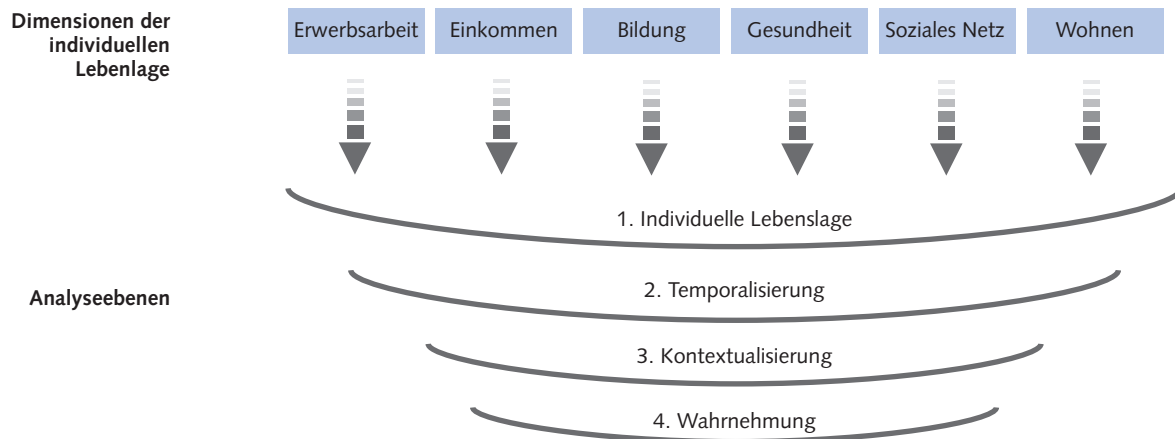 Dimensionen der
individuellen
Lebenlage
Erwerbsarbeit
Einkommen
Bildung
Gesundheit
Soziales Netz
Wohnen
1. Individuelle Lebenslage
Analyseebenen
2. Temporalisierung
3. Kontextualisierung
4. Wahrnehmung